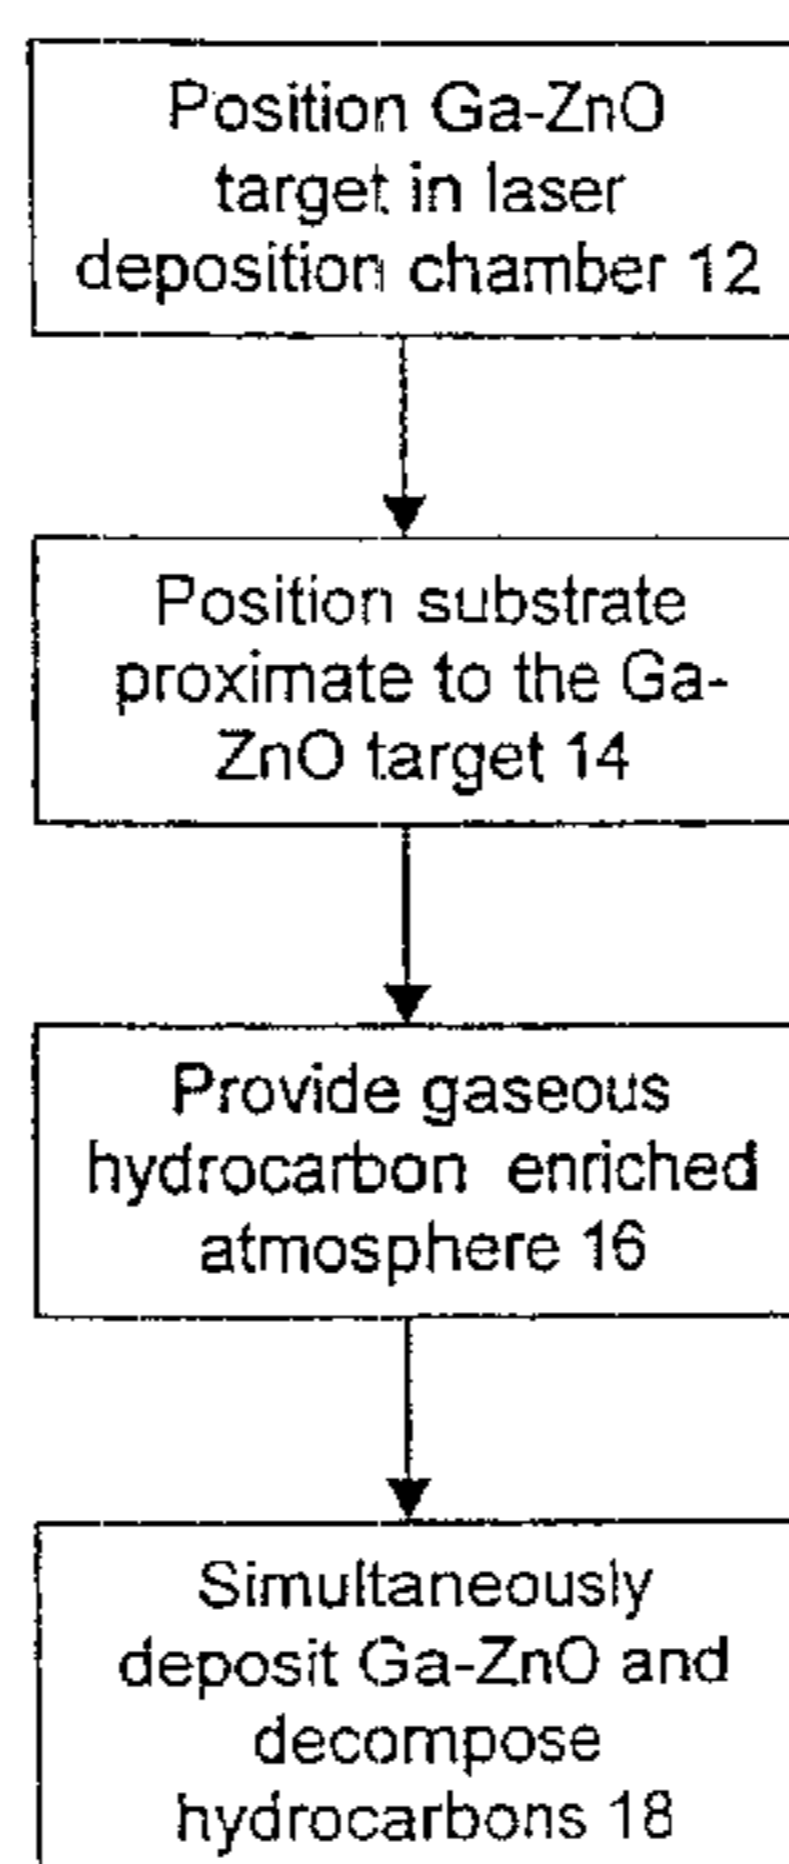 Position Ga-ZnO
target in laser
deposition chamber 12
Position substrate
proximate to the Ga-
ZnO target 14
Provide gaseous
hydrocarbon enriched
atmosphere 16
Simultaneously
deposit Ga-ZnO and
decompose
hydrocarbons 18